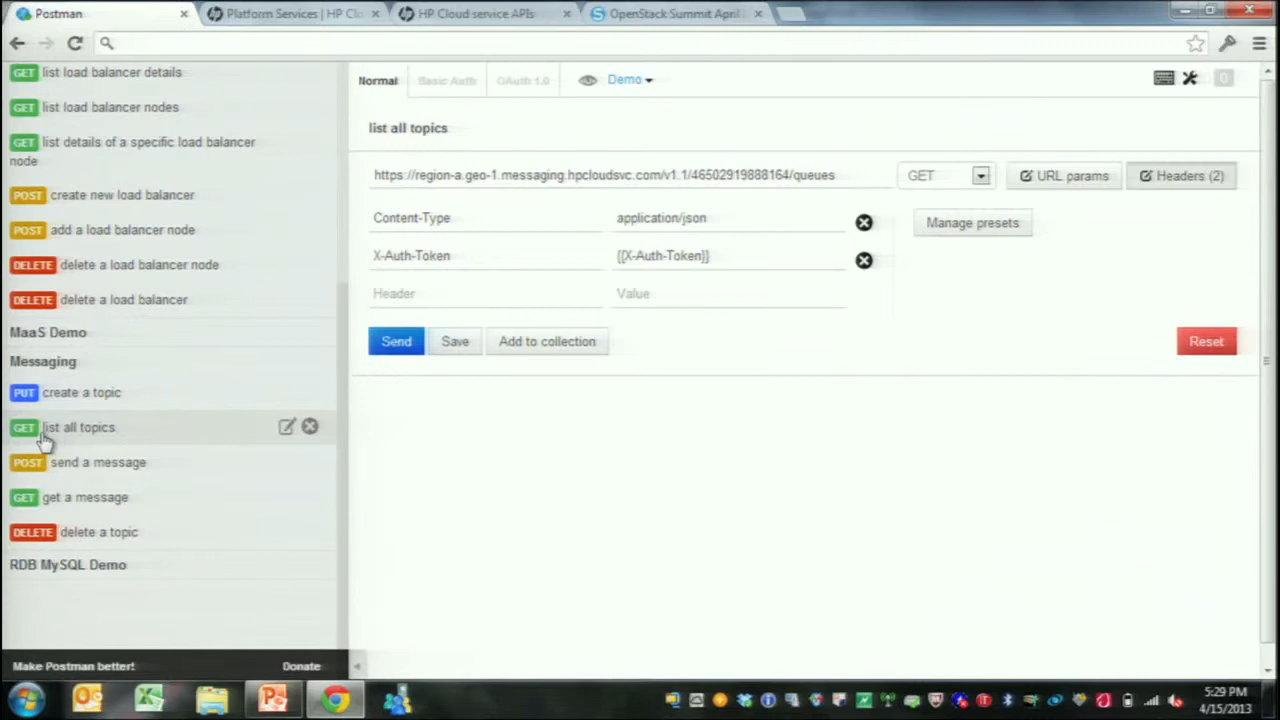 Postman
Platform Services | HP Clo
HP Cloud service APIs
OpenStack Summit April
GET list load balancer details
GET list load balancer nodes
GET list details of a specific load balancer
node
POST create new load balancer
POST add a load balancer node
DELETE delete a load balancer node
DELETE delete a load balancer
MaaS Demo
Messaging
PUT create a topic
GET list all topics
POST send a message
GET get a message
DELETE delete a topic
RDB MySQL Demo
Make Postman better! Donate
Normal Basic Auth OAuth 1.0 Demo 0
list all topics
https://region-a.geo-1.messaging.hpcloudsvc.com/v1.1/46502919888164/queues GET URL params Headers (2)
Content-Type application/json Manage presets
X-Auth-Token {{X-Auth-Token}}
Header Value
Send Save Add to collection Reset
5:29 PM
4/15/2013